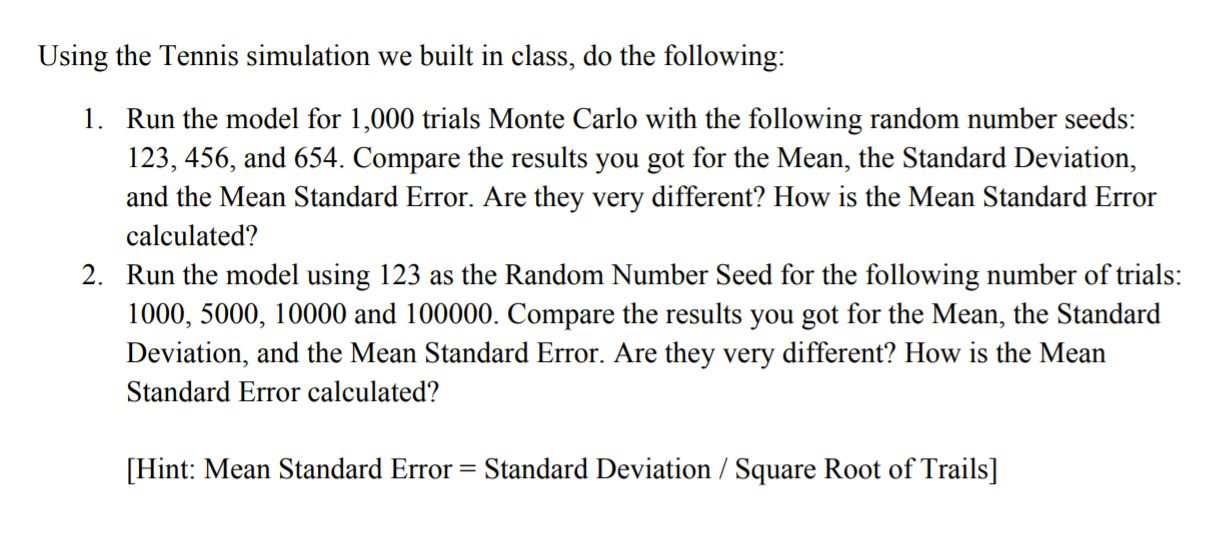 Using the Tennis simulation we built in class, do the following:
1. Run the model for 1,000 trials Monte Carlo with the following random number seeds:
123, 456, and 654. Compare the results you got for the Mean, the Standard Deviation,
and the Mean Standard Error. Are they very different? How is the Mean Standard Error
calculated?
2. Run the model using 123 as the Random Number Seed for the following number of trials:
1000, 5000, 10000 and 100000. Compare the results you got for the Mean, the Standard
Deviation, and the Mean Standard Error. Are they very different? How is the Mean
Standard Error calculated?
[Hint: Mean Standard Error = Standard Deviation / Square Root of Trails]